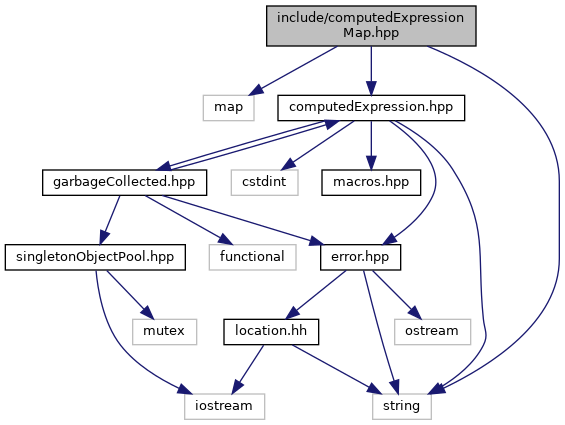 include/computedExpression
Map.hpp
map
computedExpression.hpp
garbageCollected.hpp
cstdint
macros.hpp
singletonObjectPool.hpp
functional
error.hpp
mutex
location.hh
ostream
iostream
string